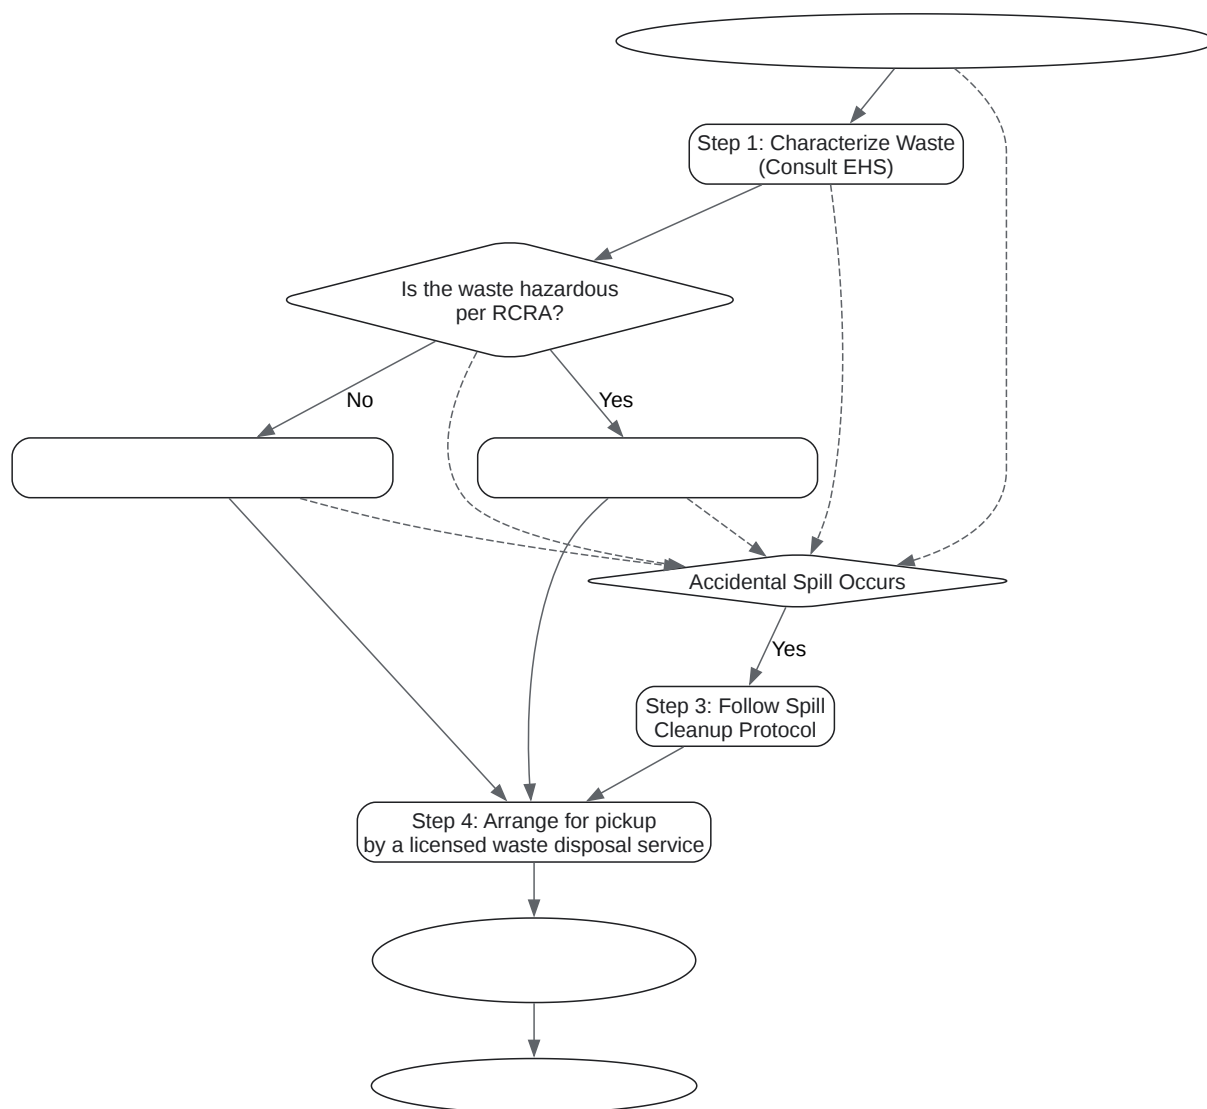 Step 1: Characterize Waste
(Consult EHS)
Is the waste hazardous
per RCRA?
No
Yes
Accidental Spill Occurs
Yes
Step 3: Follow Spill
Cleanup Protocol
Step 4: Arrange for pickup
by a licensed waste disposal service